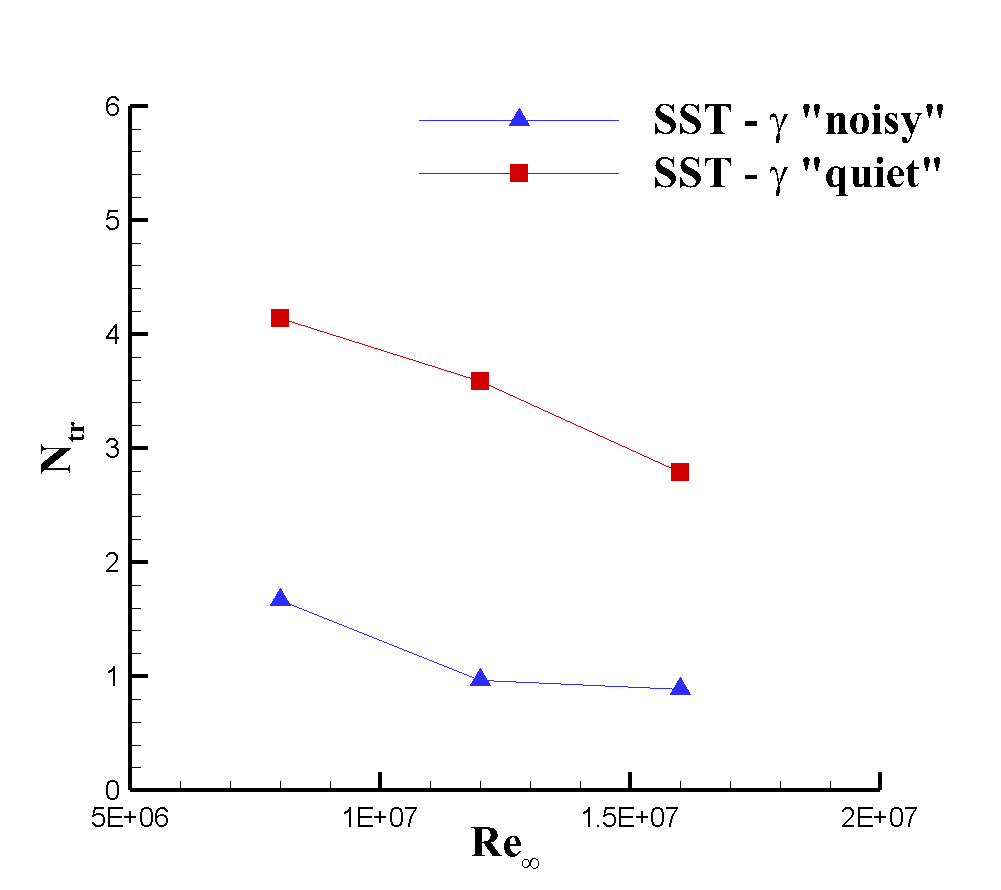 SST - γ "noisy"
SST - γ "quiet"
6
5
4
3
2
1
0
N_tr
5E+06 1E+07 1.5E+07 2E+07
Re_∞